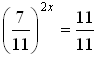 (7/11)^{2x} = 11/11